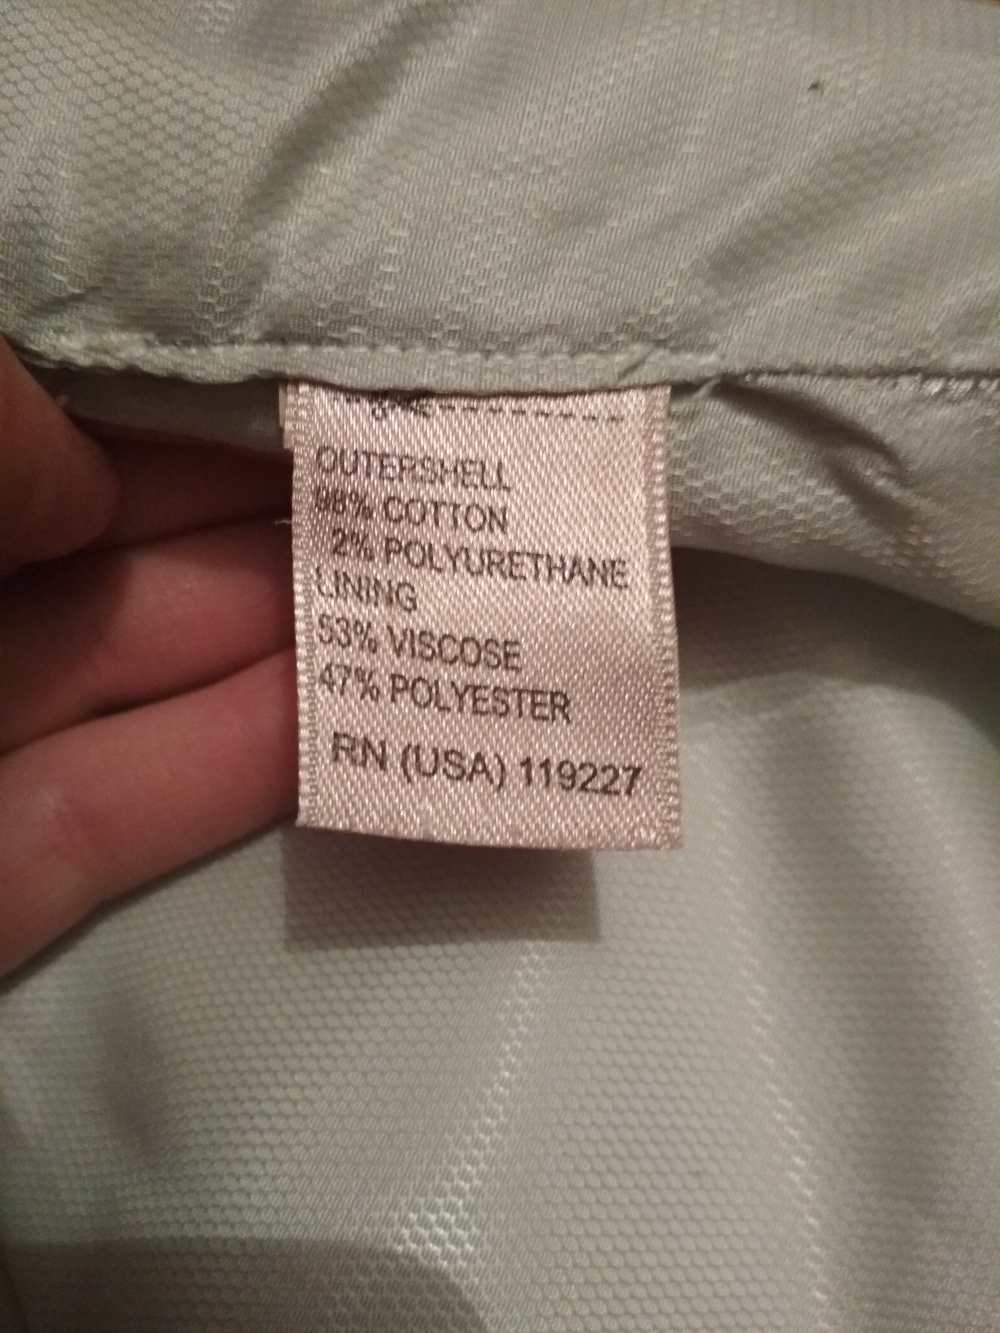 OUTERSHELL
98% COTTON
2% POLYURETHANE
LINING
53% VISCOSE
47% POLYESTER
RN (USA) 119227